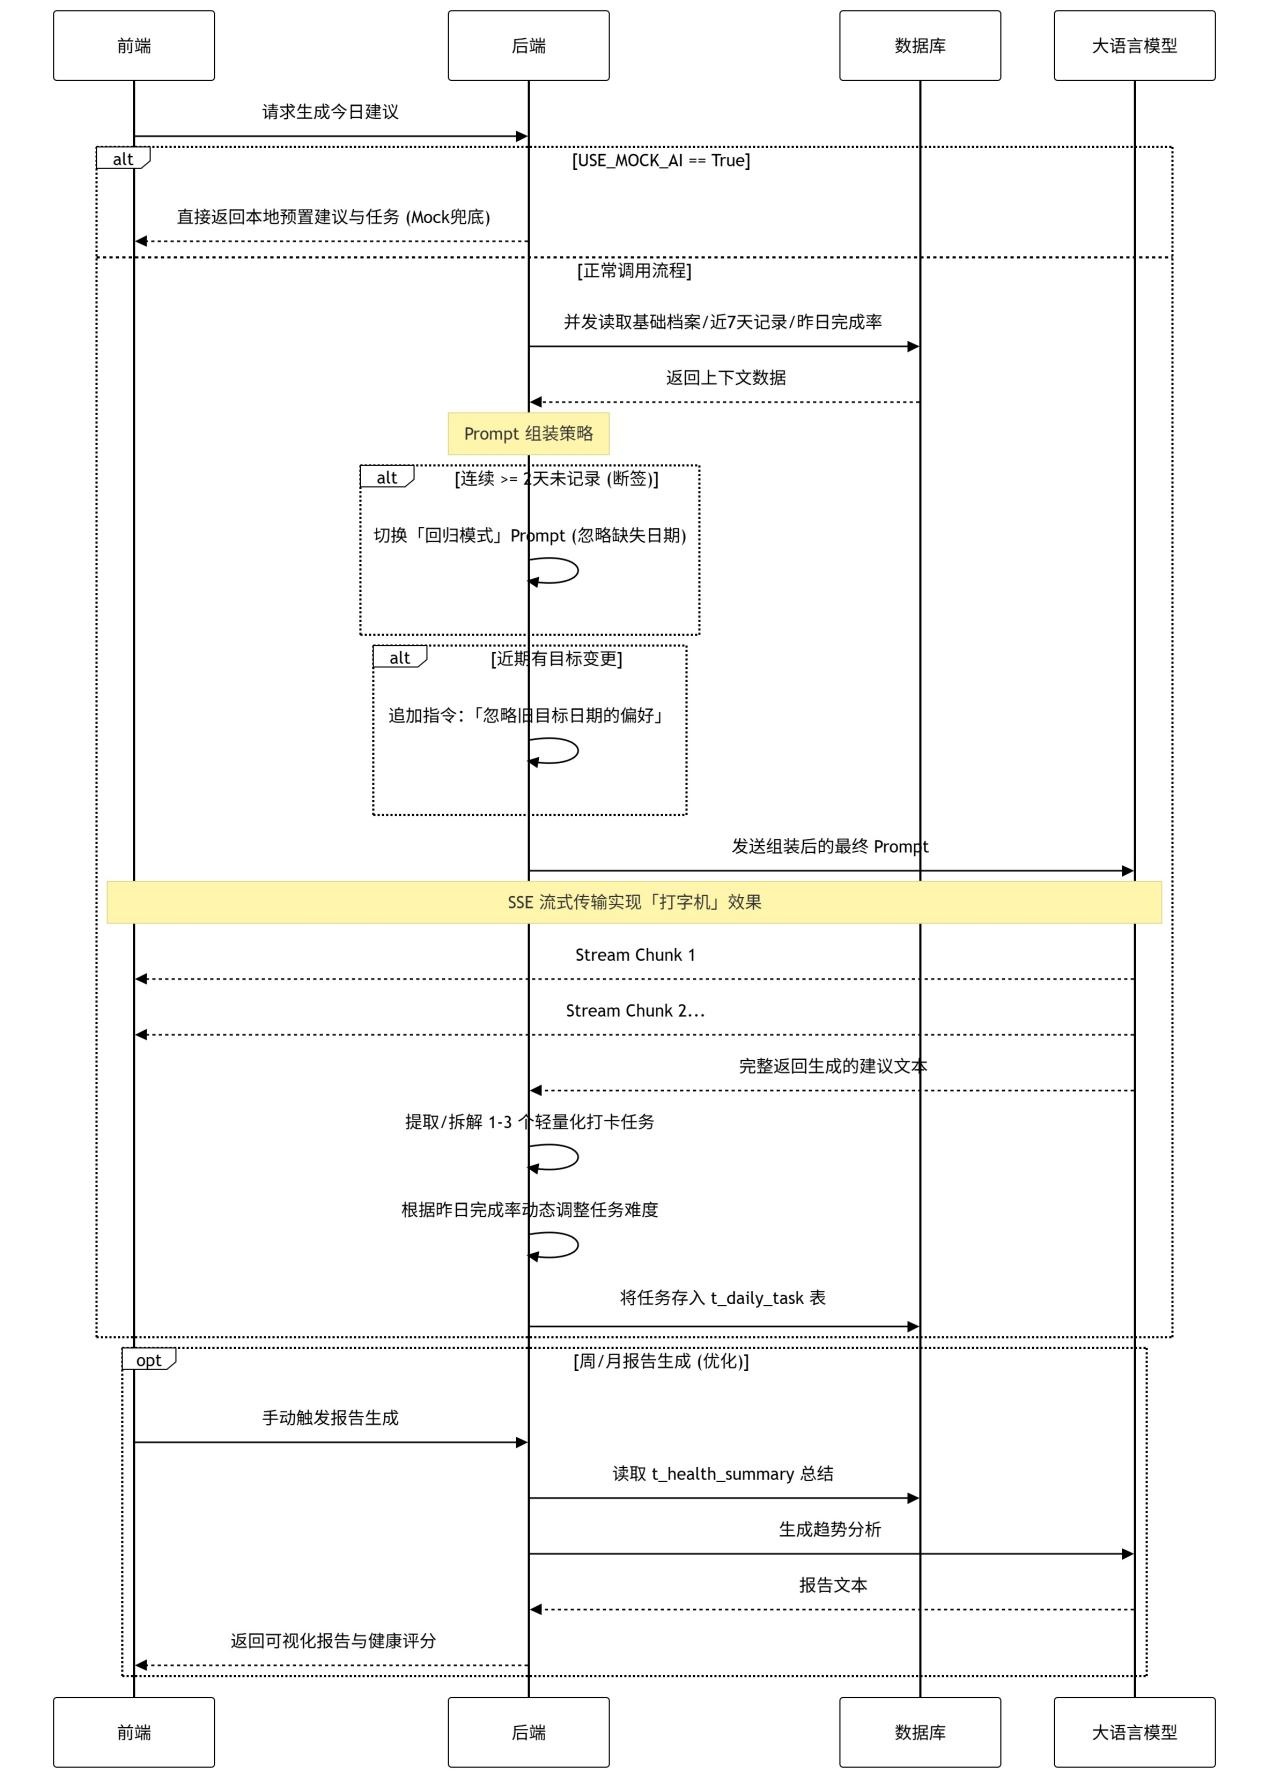 前端
后端
数据库
大语言模型
请求生成今日建议
alt
[USE_MOCK_AI == True]
直接返回本地预置建议与任务 (Mock兜底)
[正常调用流程]
并发读取基础档案/近7天记录/昨日完成率
返回上下文数据
Prompt 组装策略
alt
[连续 >= 2天未记录 (断签)]
切换「回归模式」Prompt (忽略缺失日期)
alt
[近期有目标变更]
追加指令：「忽略旧目标日期的偏好」
发送组装后的最终 Prompt
SSE 流式传输实现「打字机」效果
Stream Chunk 1
Stream Chunk 2...
完整返回生成的建议文本
提取/拆解 1-3 个轻量化打卡任务
根据昨日完成率动态调整任务难度
将任务存入 t_daily_task 表
opt
[周/月报告生成 (优化)]
手动触发报告生成
读取 t_health_summary 总结
生成趋势分析
报告文本
返回可视化报告与健康评分
前端
后端
数据库
大语言模型